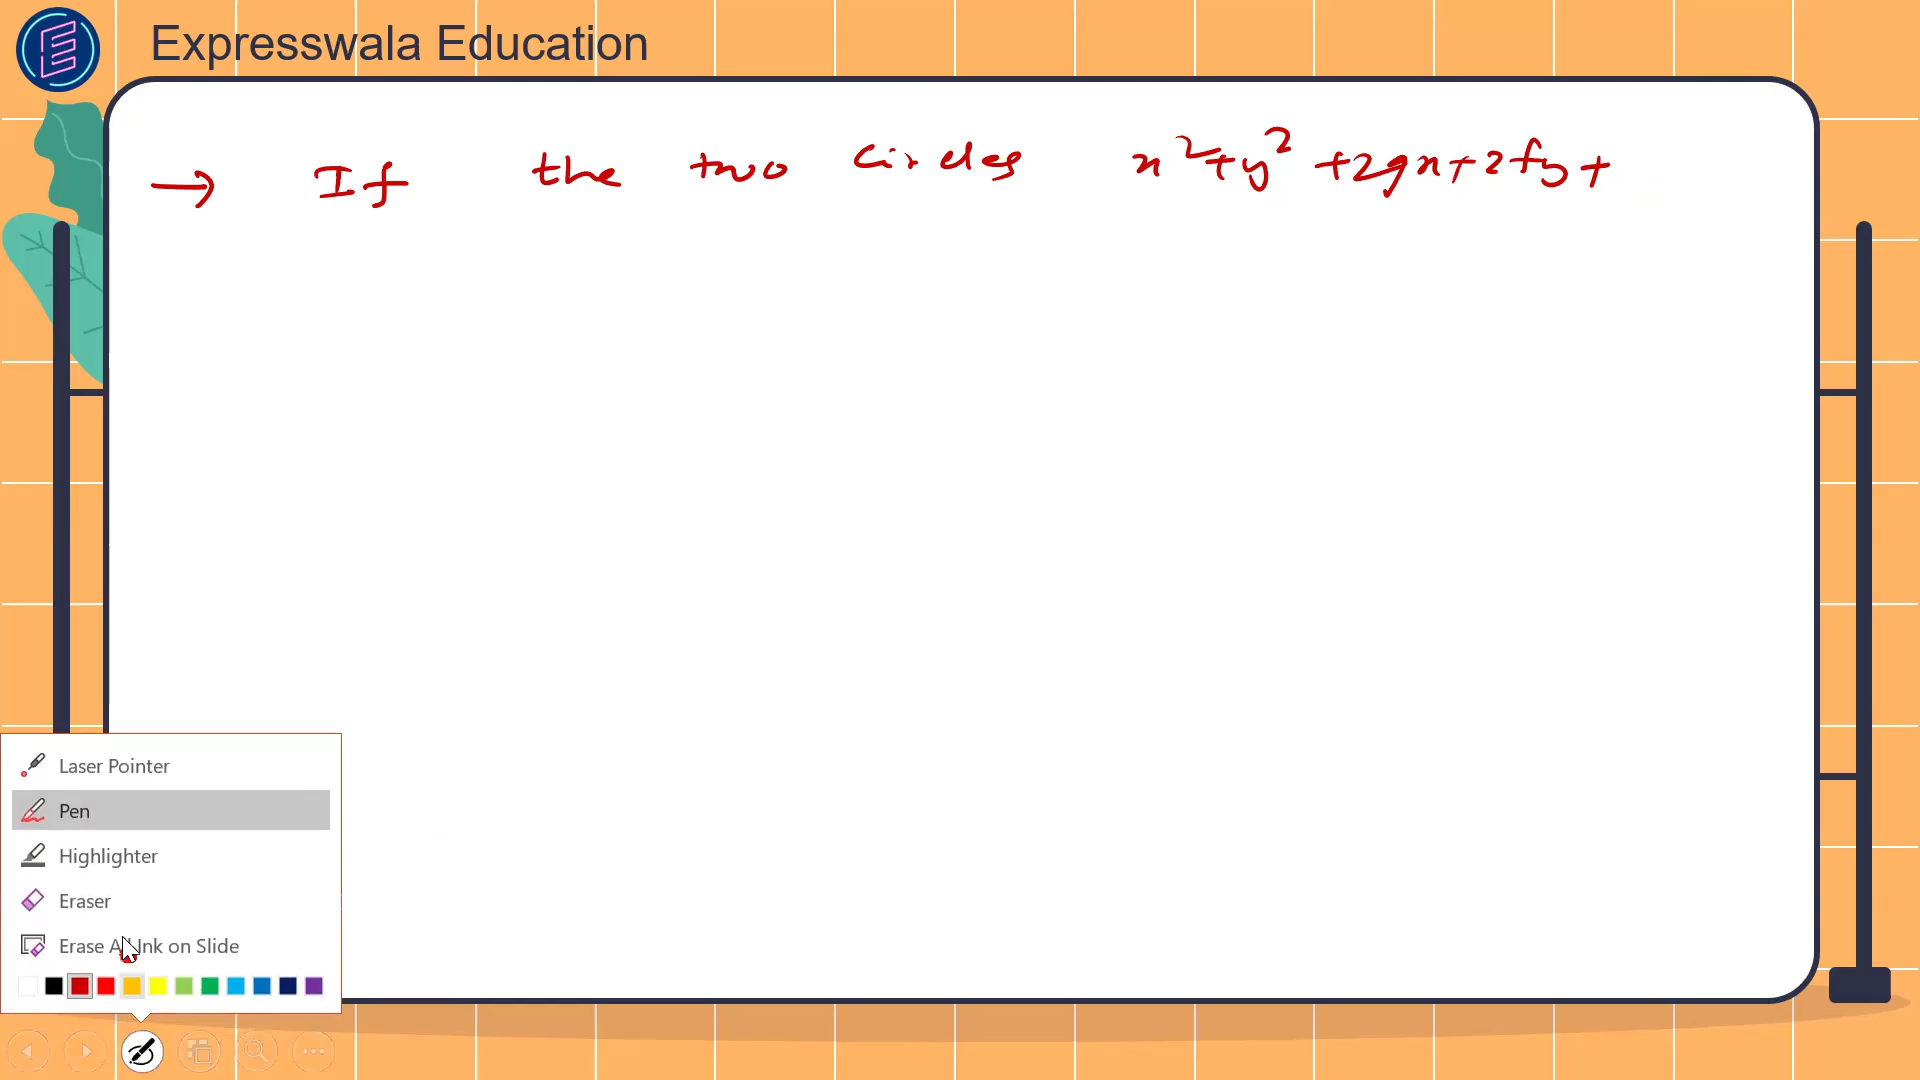 Expresswala Education
→ If the two circles x²+y² +2gx+2fy+
Laser Pointer
Pen
Highlighter
Eraser
Erase All Ink on Slide